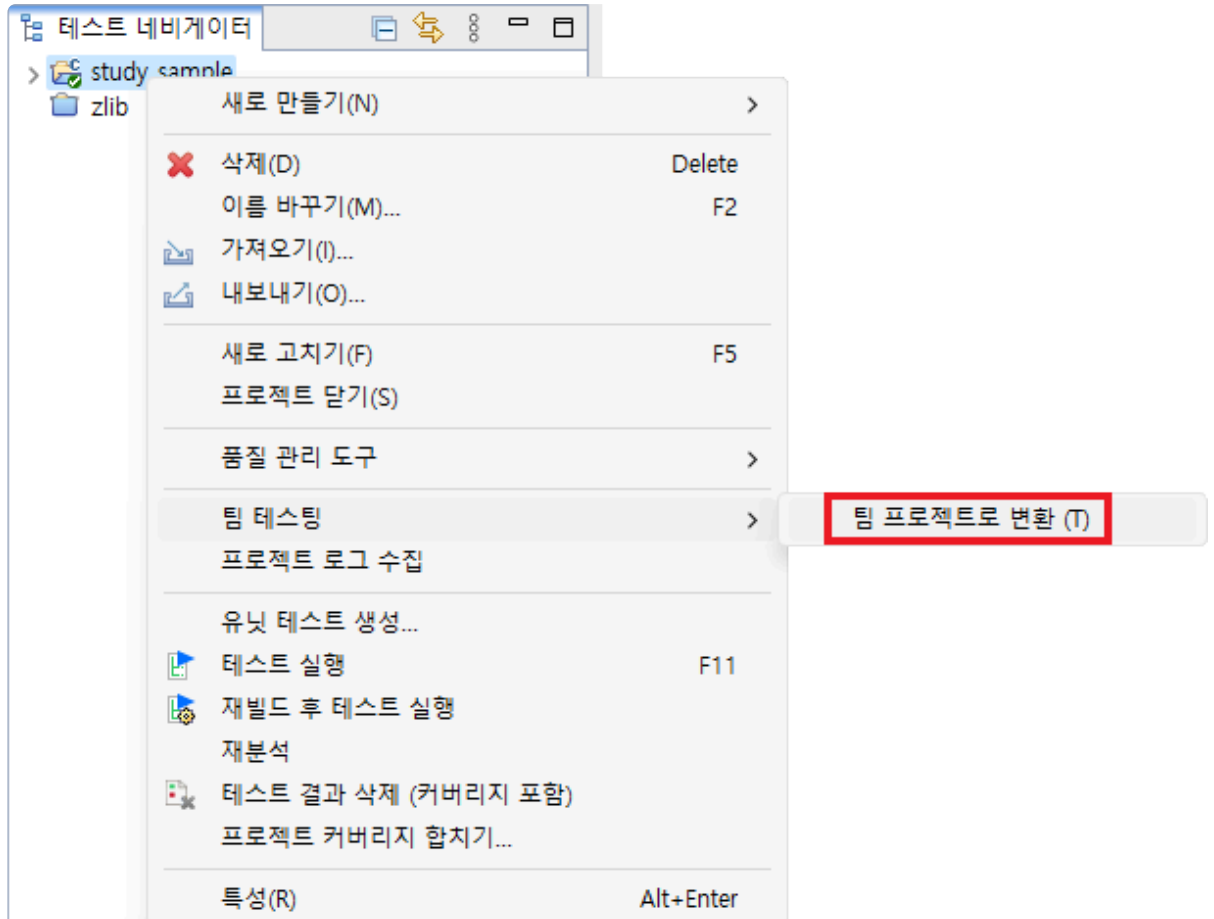 테스트 네비게이터
study_sample
zlib
새로 만들기(N)
삭제(D) Delete
이름 바꾸기(M)... F2
가져오기(I)...
내보내기(O)...
새로 고치기(F) F5
프로젝트 닫기(S)
품질 관리 도구
팀 테스팅
팀 프로젝트로 변환 (T)
프로젝트 로그 수집
유닛 테스트 생성...
테스트 실행 F11
재빌드 후 테스트 실행
재분석
테스트 결과 삭제 (커버리지 포함)
프로젝트 커버리지 합치기...
특성(R) Alt+Enter